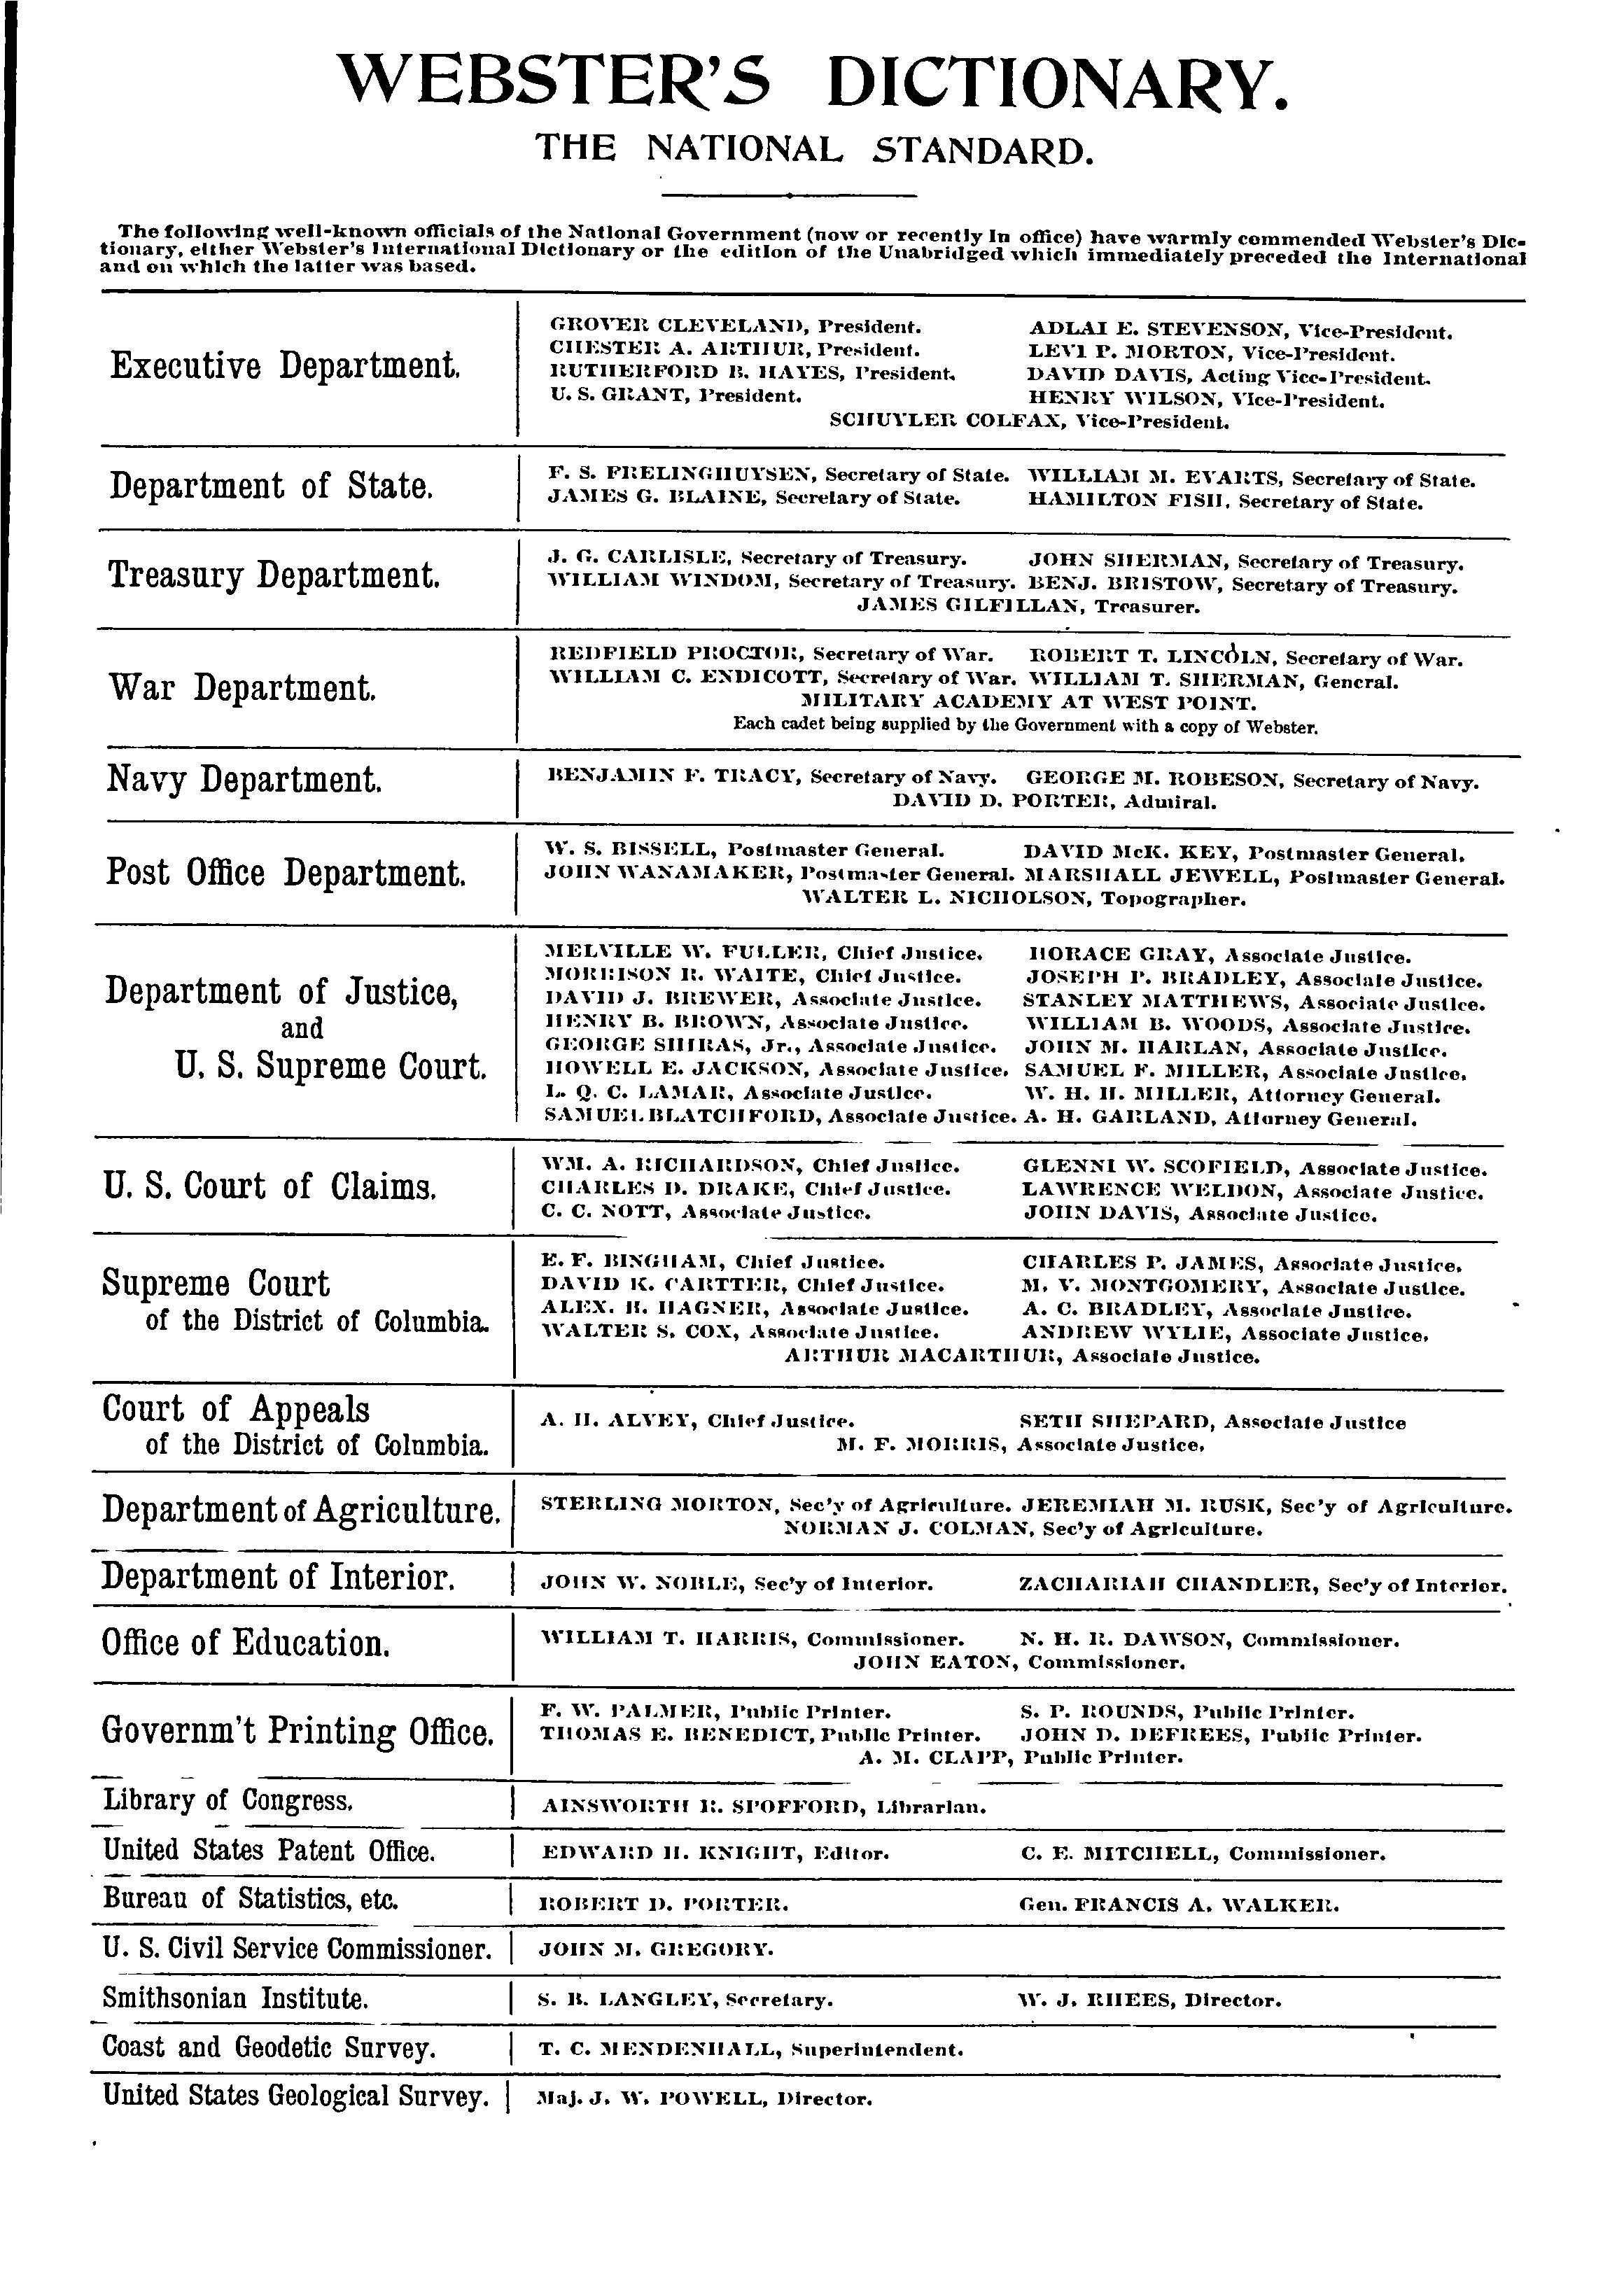 WEBSTER'S DICTIONARY.
THE NATIONAL STANDARD.
The following well-known officials of the National Government (now or recently in office) have warmly commended Webster's Dic-
tionary, either Webster's International Dictionary or the edition of the Unabridged which immediately preceded the International
and on which the latter was based.
Executive Department.
GROVER CLEVELAND, President. ADLAI E. STEVENSON, Vice-President.
CHESTER A. ARTHUR, President. LEVI P. MORTON, Vice-President.
RUTHERFORD B. HAYES, President. DAVID DAVIS, Acting Vice-President.
U. S. GRANT, President. HENRY WILSON, Vice-President.
SCHUYLER COLFAX, Vice-President.
Department of State.
F. S. FRELINGHUYSEN, Secretary of State. WILLIAM M. EVARTS, Secretary of State.
JAMES G. BLAINE, Secretary of State. HAMILTON FISH, Secretary of State.
Treasury Department.
J. G. CARLISLE, Secretary of Treasury. JOHN SHERMAN, Secretary of Treasury.
WILLIAM WINDOM, Secretary of Treasury. BENJ. BRISTOW, Secretary of Treasury.
JAMES GILFILLAN, Treasurer.
War Department.
REDFIELD PROCTOR, Secretary of War. ROBERT T. LINCOLN, Secretary of War.
WILLIAM C. ENDICOTT, Secretary of War. WILLIAM T. SHERMAN, General.
MILITARY ACADEMY AT WEST POINT.
Each cadet being supplied by the Government with a copy of Webster.
Navy Department.
BENJAMIN F. TRACY, Secretary of Navy. GEORGE M. ROBESON, Secretary of Navy.
DAVID D. PORTER, Admiral.
Post Office Department.
W. S. BISSELL, Postmaster General. DAVID McK. KEY, Postmaster General.
JOHN WANAMAKER, Postmaster General. MARSHALL JEWELL, Postmaster General.
WALTER L. NICHOLSON, Topographer.
Department of Justice,
and
U. S. Supreme Court.
MELVILLE W. FULLER, Chief Justice. HORACE GRAY, Associate Justice.
MORRISON R. WAITE, Chief Justice. JOSEPH P. BRADLEY, Associate Justice.
DAVID J. BREWER, Associate Justice. STANLEY MATTHEWS, Associate Justice.
HENRY B. BROWN, Associate Justice. WILLIAM B. WOODS, Associate Justice.
GEORGE SHIRAS, Jr., Associate Justice. JOHN M. HARLAN, Associate Justice.
HOWELL E. JACKSON, Associate Justice. SAMUEL F. MILLER, Associate Justice.
L. Q. C. LAMAR, Associate Justice. W. H. H. MILLER, Attorney General.
SAMUEL BLATCHFORD, Associate Justice. A. H. GARLAND, Attorney General.
U. S. Court of Claims.
WM. A. RICHARDSON, Chief Justice. GLENNI W. SCOFIELD, Associate Justice.
CHARLES D. DRAKE, Chief Justice. LAWRENCE WELDON, Associate Justice.
C. C. NOTT, Associate Justice. JOHN DAVIS, Associate Justice.
Supreme Court
of the District of Columbia.
E. F. BINGHAM, Chief Justice. CHARLES P. JAMES, Associate Justice.
DAVID K. CARTTER, Chief Justice. M. V. MONTGOMERY, Associate Justice.
ALEX. B. HAGNER, Associate Justice. A. C. BRADLEY, Associate Justice.
WALTER S. COX, Associate Justice. ANDREW WYLIE, Associate Justice.
ARTHUR MACARTHUR, Associate Justice.
Court of Appeals
of the District of Columbia.
A. H. ALVEY, Chief Justice. SETH SHEPARD, Associate Justice
M. F. MORRIS, Associate Justice.
Department of Agriculture.
STERLING MORTON, Sec'y of Agriculture. JEREMIAH M. RUSK, Sec'y of Agriculture.
NORMAN J. COLMAN, Sec'y of Agriculture.
Department of Interior.
JOHN W. NOBLE, Sec'y of Interior. ZACHARIAH CHANDLER, Sec'y of Interior.
Office of Education.
WILLIAM T. HARRIS, Commissioner. N. H. R. DAWSON, Commissioner.
JOHN EATON, Commissioner.
Governm't Printing Office.
F. W. PALMER, Public Printer. S. P. ROUNDS, Public Printer.
THOMAS E. BENEDICT, Public Printer. JOHN D. DEFREES, Public Printer.
A. M. CLAPP, Public Printer.
Library of Congress.
AINSWORTH R. SPOFFORD, Librarian.
United States Patent Office.
EDWARD H. KNIGHT, Editor. C. E. MITCHELL, Commissioner.
Bureau of Statistics, etc.
ROBERT D. PORTER. Gen. FRANCIS A. WALKER.
U. S. Civil Service Commissioner.
JOHN M. GREGORY.
Smithsonian Institute.
S. B. LANGLEY, Secretary. W. J. RHEES, Director.
Coast and Geodetic Survey.
T. C. MENDENHALL, Superintendent.
United States Geological Survey.
Maj. J. W. POWELL, Director.